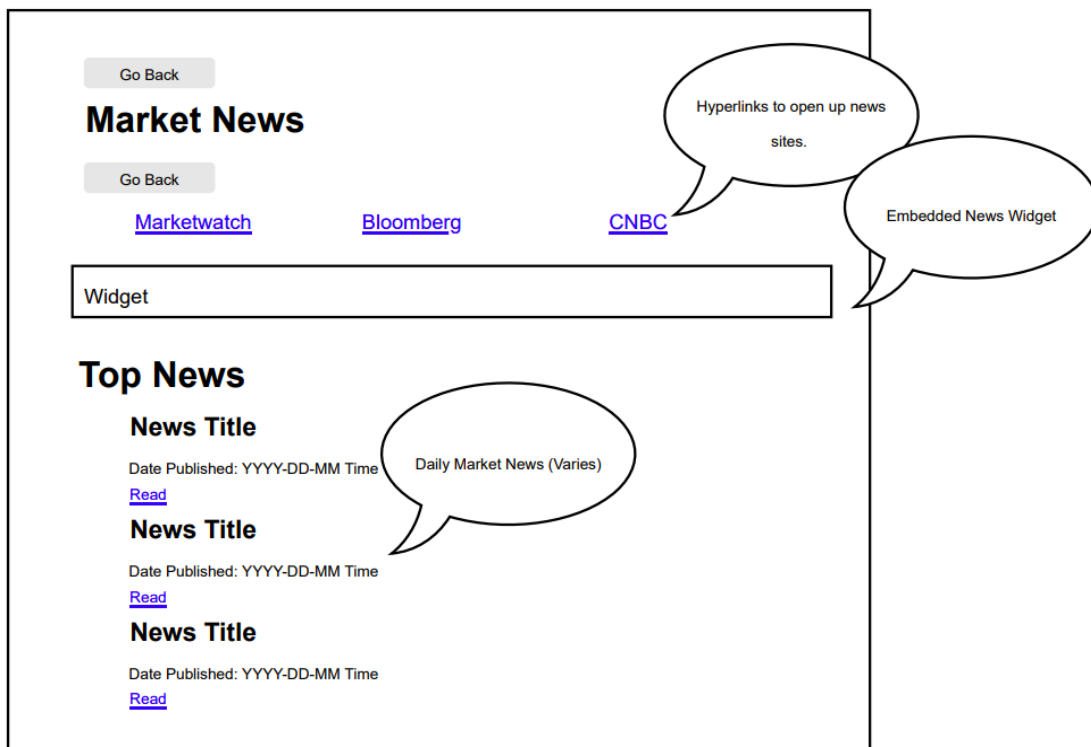 Go Back
Market News
Hyperlinks to open up news
sites.
Go Back
Marketwatch Bloomberg CNBC
Embedded News Widget
Widget
Top News
News Title
Date Published: YYYY-DD-MM Time
Read
Daily Market News (Varies)
News Title
Date Published: YYYY-DD-MM Time
Read
News Title
Date Published: YYYY-DD-MM Time
Read